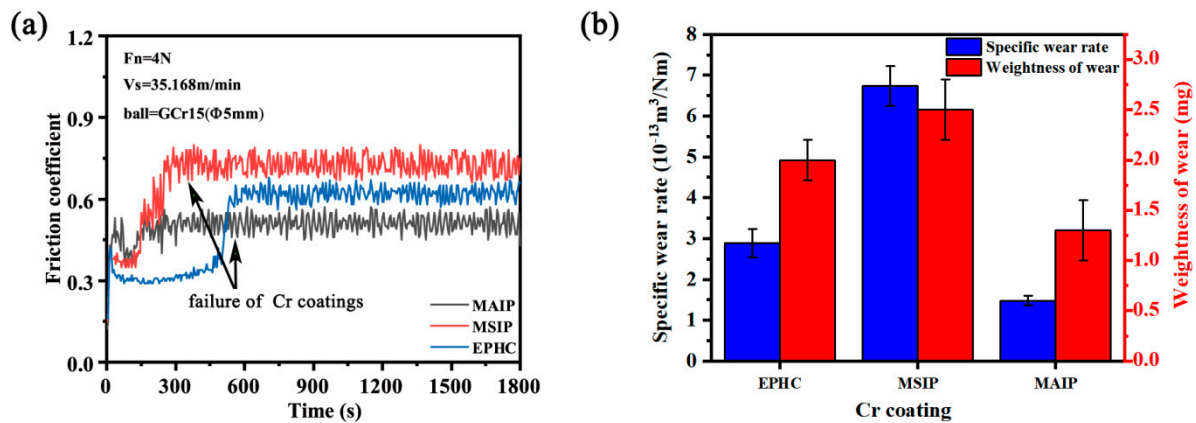 (a)
1.2
0.9
0.6
0.3
0.0
Friction coefficient
Fn=4N
Vs=35.168m/min
ball=GCr15(Φ5mm)
failure of Cr coatings
MAIP
MSIP
EPHC
0 300 600 900 1200 1500 1800
Time (s)
(b)
8
7
6
5
4
3
2
1
0
Specific wear rate (10⁻¹³m³/Nm)
Specific wear rate
Weightness of wear
3.0
2.5
2.0
1.5
1.0
0.5
0.0
Weightness of wear (mg)
EPHC MSIP MAIP
Cr coating